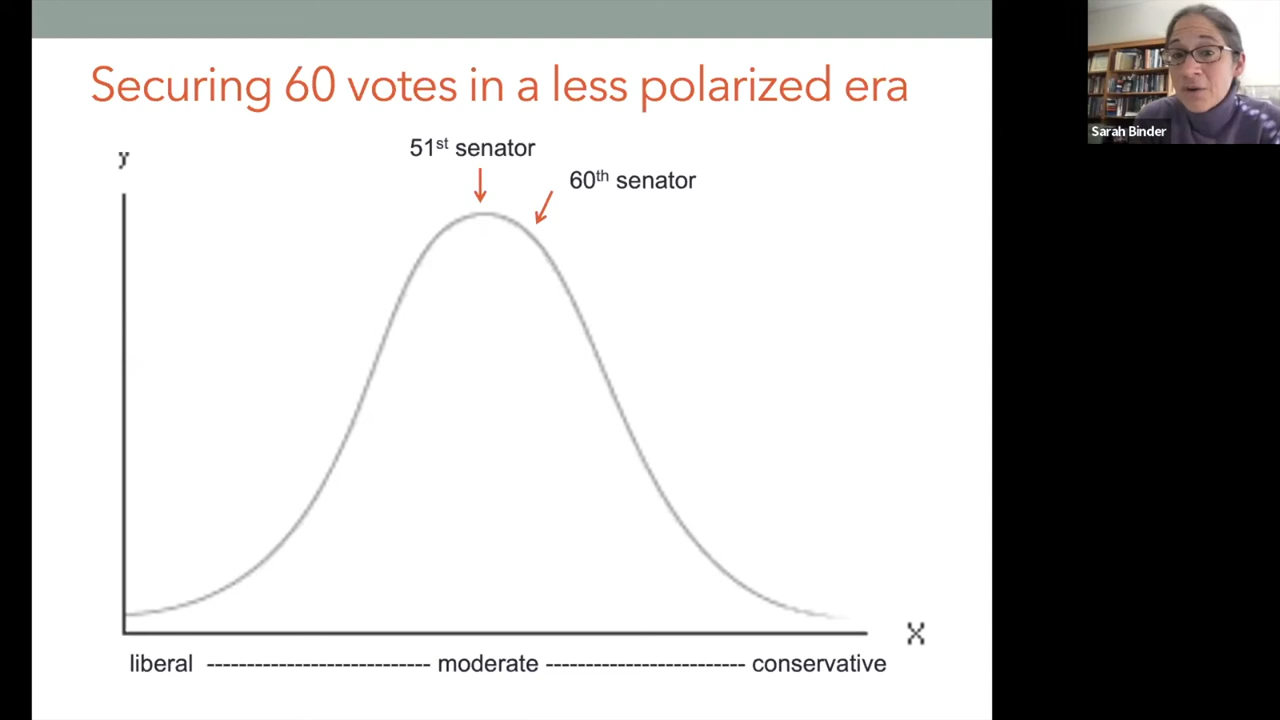 Securing 60 votes in a less polarized era
51st senator
60th senator
y
X
liberal ---------------------------- moderate ------------------------- conservative
Sarah Binder